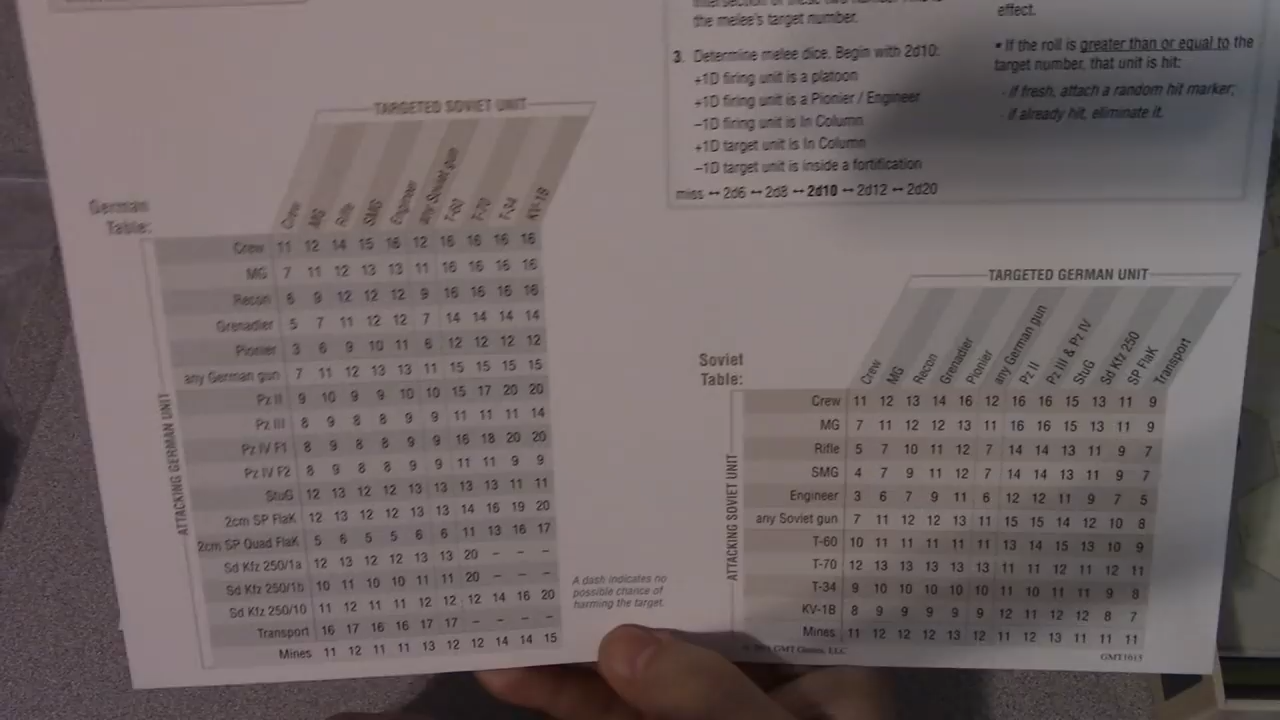 the melee's target number.
3. Determine melee dice. Begin with 2d10:
+1D firing unit is a platoon
+1D firing unit is a Pionier / Engineer
–1D firing unit is In Column
+1D target unit is In Column
–1D target unit is inside a fortification
miss ↔ 2d6 ↔ 2d8 ↔ 2d10 ↔ 2d12 ↔ 2d20
effect.
• If the roll is greater than or equal to the
target number, that unit is hit:
- if fresh, attach a random hit marker;
- if already hit, eliminate it.
TARGETED SOVIET UNIT
German
Table:
Crew MG Rifle SMG Engineer any Soviet gun T-60 T-70 T-34 KV-1B
ATTACKING GERMAN UNIT
Crew 11 12 14 15 16 12 16 16 16 16
MG 7 11 12 13 13 11 16 16 16 16
Recon 6 9 12 12 12 9 16 16 16 16
Grenadier 5 7 11 12 12 7 14 14 14 14
Pionier 3 6 9 10 11 6 12 12 12 12
any German gun 7 11 12 13 13 11 15 15 15 15
Pz II 9 10 9 9 10 10 15 17 20 20
Pz III 8 9 8 8 9 9 11 11 11 14
Pz IV F1 8 9 8 8 9 9 16 18 20 20
Pz IV F2 8 9 8 8 9 9 11 11 9 9
StuG 12 13 12 12 13 13 13 13 11 11
2cm SP FlaK 12 13 12 12 13 13 14 16 19 20
2cm SP Quad FlaK 5 6 5 5 6 6 11 13 16 17
Sd Kfz 250/1a 12 13 12 12 13 13 20 – – –
Sd Kfz 250/1b 10 11 10 10 11 11 20 – – –
Sd Kfz 250/10 11 12 11 11 12 12 12 14 16 20
Transport 16 17 16 16 17 17 – – – –
Mines 11 12 11 11 13 12 12 14 14 15
A dash indicates no
possible chance of
harming the target.
TARGETED GERMAN UNIT
Soviet
Table:
Crew MG Recon Grenadier Pionier any German gun Pz II Pz III & Pz IV StuG Sd Kfz 250 SP FlaK Transport
ATTACKING SOVIET UNIT
Crew 11 12 13 14 16 12 16 16 15 13 11 9
MG 7 11 12 12 13 11 16 16 15 13 11 9
Rifle 5 7 10 11 12 7 14 14 13 11 9 7
SMG 4 7 9 11 12 7 14 14 13 11 9 7
Engineer 3 6 7 9 11 6 12 12 11 9 7 5
any Soviet gun 7 11 12 12 13 11 15 15 14 12 10 8
T-60 10 11 11 11 11 11 13 14 15 13 10 9
T-70 12 13 13 13 13 13 11 11 12 11 12 11
T-34 9 10 10 10 10 10 11 10 11 11 9 8
KV-1B 8 9 9 9 9 9 12 11 12 12 8 7
Mines 11 12 12 12 13 12 11 12 13 11 11 11
GMT Games, LLC
GMT1015